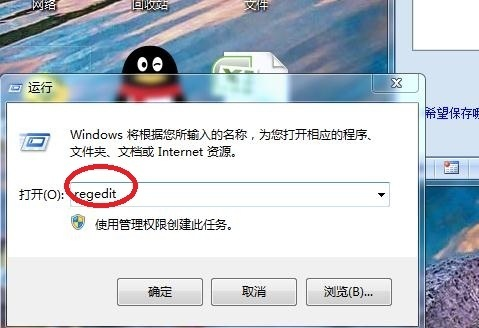 网络
回收站
文件
运行
Windows 将根据您所输入的名称，为您打开相应的程序、
文件夹、文档或 Internet 资源。
希望保存
打开(O):
regedit
使用管理权限创建此任务。
确定
取消
浏览(B)...